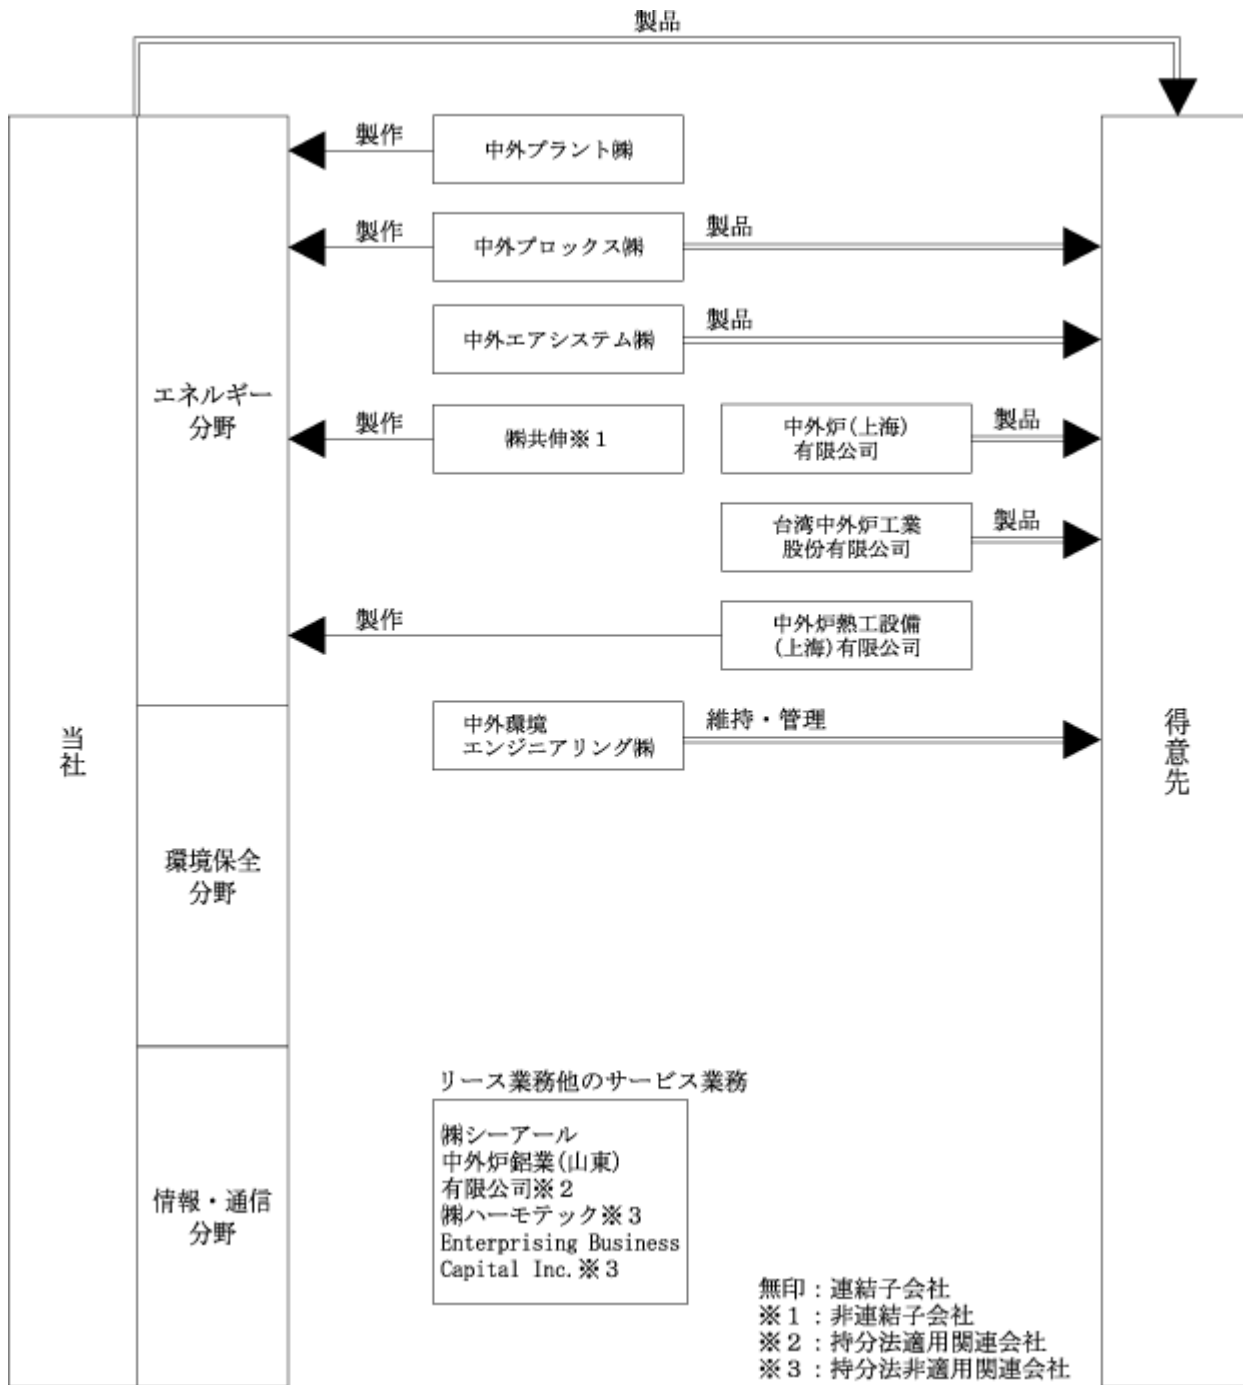 製品
製作
中外プラント㈱
製作
中外プロックス㈱
製品
中外エアシステム㈱
製品
エネルギー
分野
製作
㈱共伸※１
中外炉(上海)
有限公司
製品
台湾中外炉工業
股份有限公司
製品
製作
中外炉熱工設備
(上海)有限公司
当社
中外環境
エンジニアリング㈱
維持・管理
得意先
環境保全
分野
リース業務他のサービス業務
㈱シーアール
中外炉鋁業(山東)
有限公司※２
㈱ハーモテック※３
Enterprising Business
Capital Inc.※３
情報・通信
分野
無印：連結子会社
※１：非連結子会社
※２：持分法適用関連会社
※３：持分法非適用関連会社